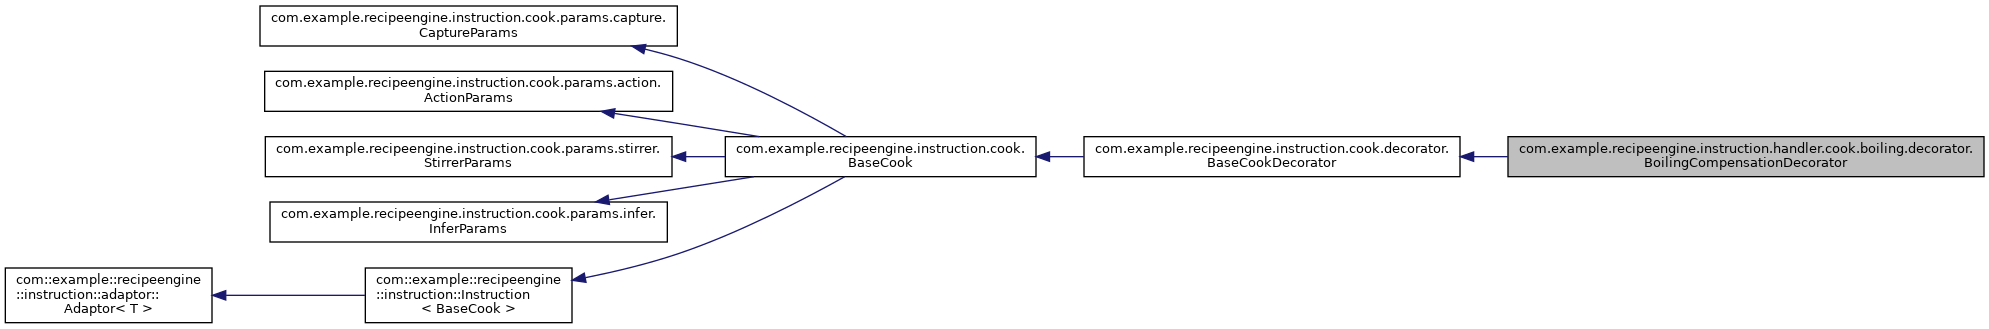 com.example.recipeengine.instruction.cook.params.capture.
CaptureParams
com.example.recipeengine.instruction.cook.params.action.
ActionParams
com.example.recipeengine.instruction.cook.params.stirrer.
StirrerParams
com.example.recipeengine.instruction.cook.
BaseCook
com.example.recipeengine.instruction.cook.decorator.
BaseCookDecorator
com.example.recipeengine.instruction.handler.cook.boiling.decorator.
BoilingCompensationDecorator
com.example.recipeengine.instruction.cook.params.infer.
InferParams
com::example::recipeengine
::instruction::adaptor::
Adaptor< T >
com::example::recipeengine
::instruction::Instruction
< BaseCook >